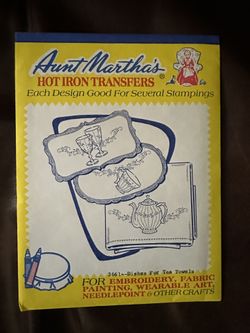 Aunt Martha's®
HOT IRON TRANSFERS
Each Design Good For Several Stampings
3661--Dishes For Tea Towels
FOR EMBROIDERY, FABRIC
PAINTING, WEARABLE ART,
NEEDLEPOINT & OTHER CRAFTS